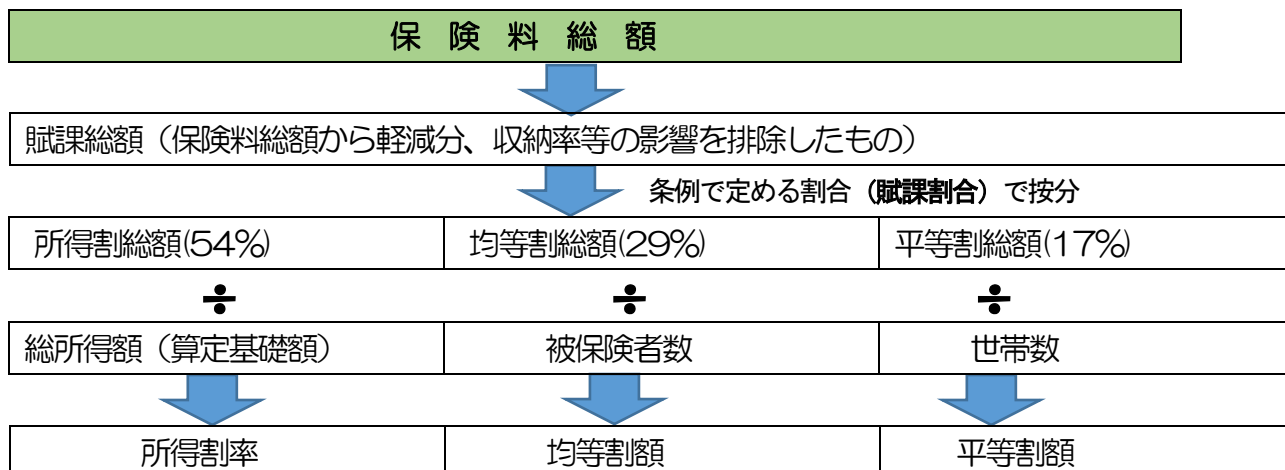 保 険 料 総 額
賦課総額（保険料総額から軽減分、収納率等の影響を排除したもの）
条例で定める割合（賦課割合）で按分
所得割総額(54%) 均等割総額(29%) 平等割総額(17%)
÷ ÷ ÷
総所得額（算定基礎額） 被保険者数 世帯数
所得割率 均等割額 平等割額